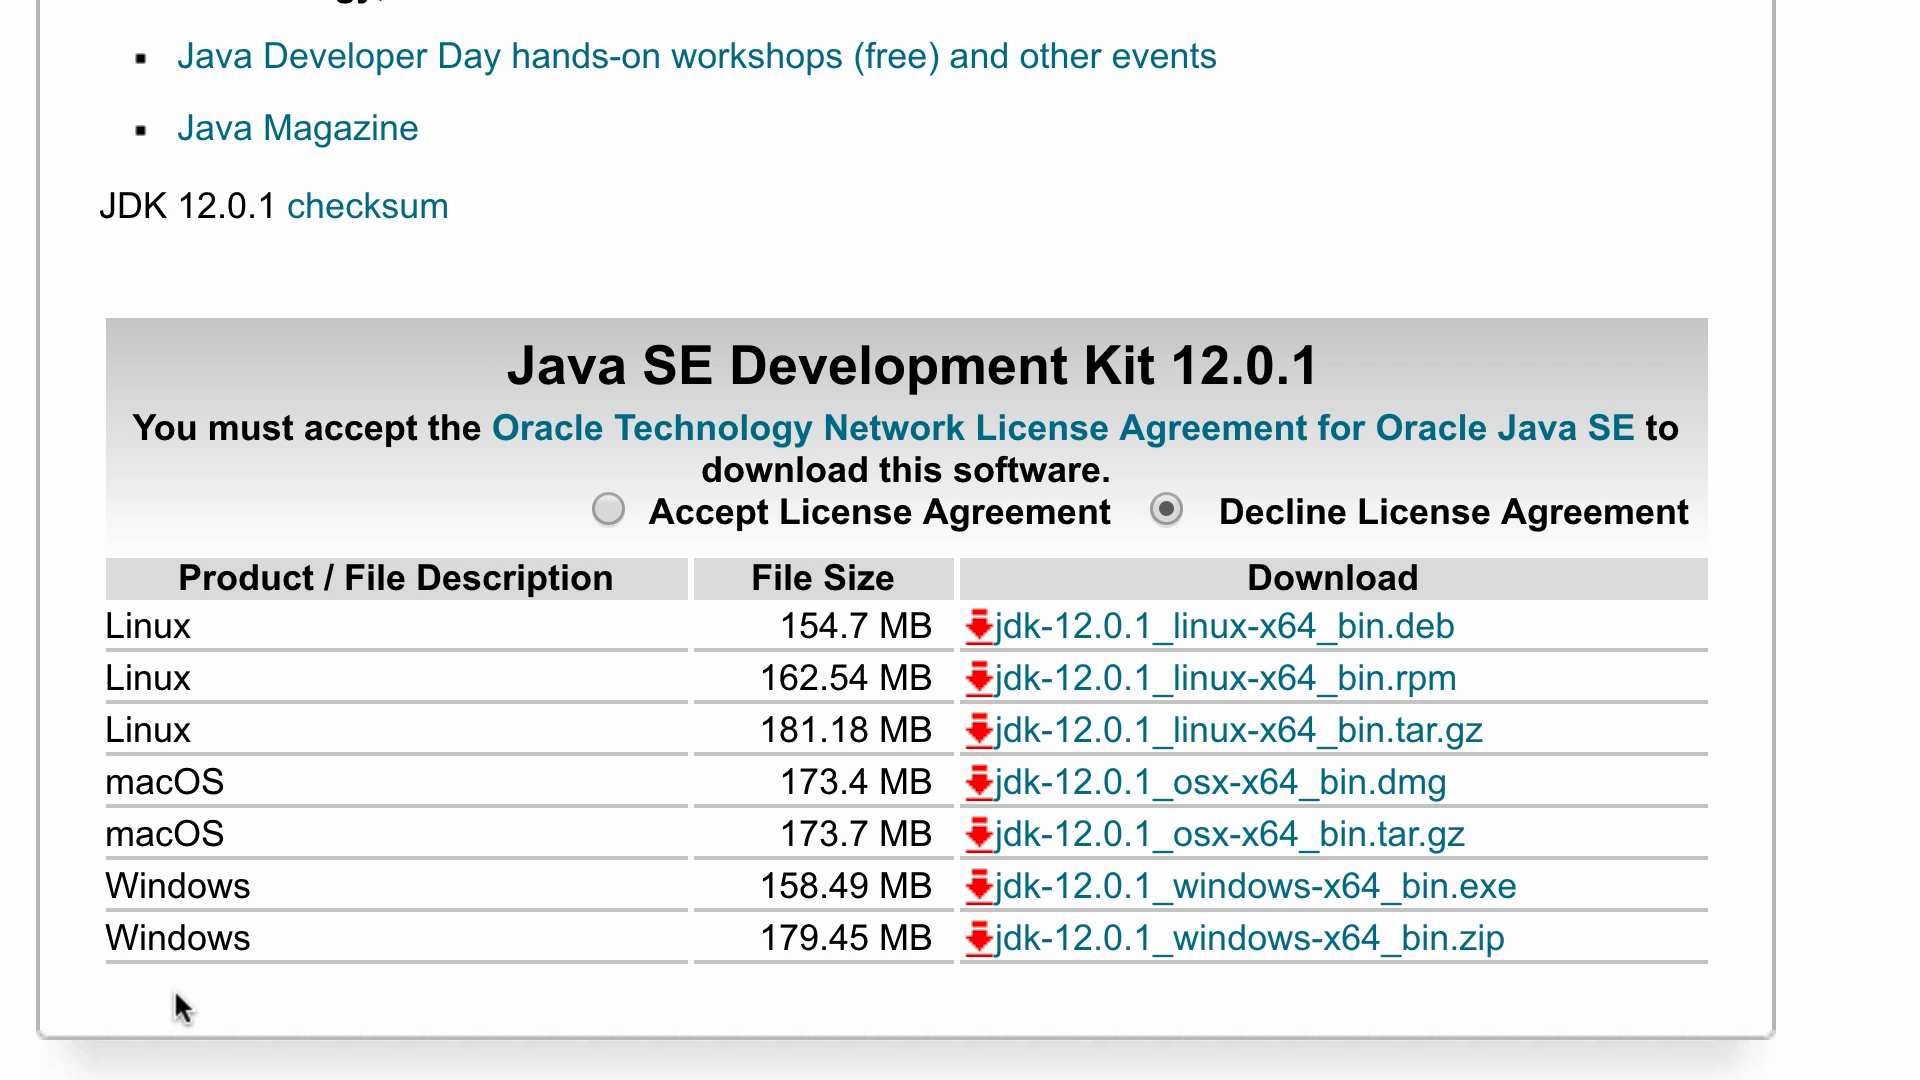 Java Developer Day hands-on workshops (free) and other events
Java Magazine
JDK 12.0.1 checksum
Java SE Development Kit 12.0.1
You must accept the Oracle Technology Network License Agreement for Oracle Java SE to
download this software.
Accept License Agreement Decline License Agreement
Product / File Description File Size Download
Linux 154.7 MB jdk-12.0.1_linux-x64_bin.deb
Linux 162.54 MB jdk-12.0.1_linux-x64_bin.rpm
Linux 181.18 MB jdk-12.0.1_linux-x64_bin.tar.gz
macOS 173.4 MB jdk-12.0.1_osx-x64_bin.dmg
macOS 173.7 MB jdk-12.0.1_osx-x64_bin.tar.gz
Windows 158.49 MB jdk-12.0.1_windows-x64_bin.exe
Windows 179.45 MB jdk-12.0.1_windows-x64_bin.zip